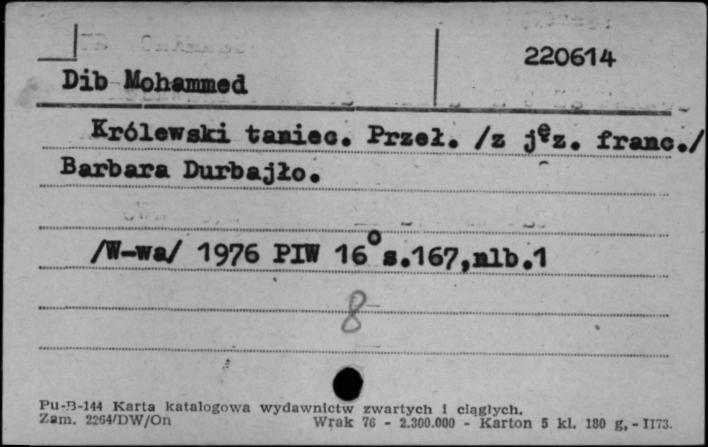 220614
Dib Mohammed
Królewski taniec. Przeł. /z jęz. franc./
Barbara Durbajło.
/W-wa/ 1976 PIW 16° s.167,nlb.1
8
Pu-B-144 Karta katalogowa wydawnictw zwartych i ciągłych.
Zam. 2264/DW/On Wrak 76 - 2.300.000 - Karton 5 kl. 180 g, - II73.